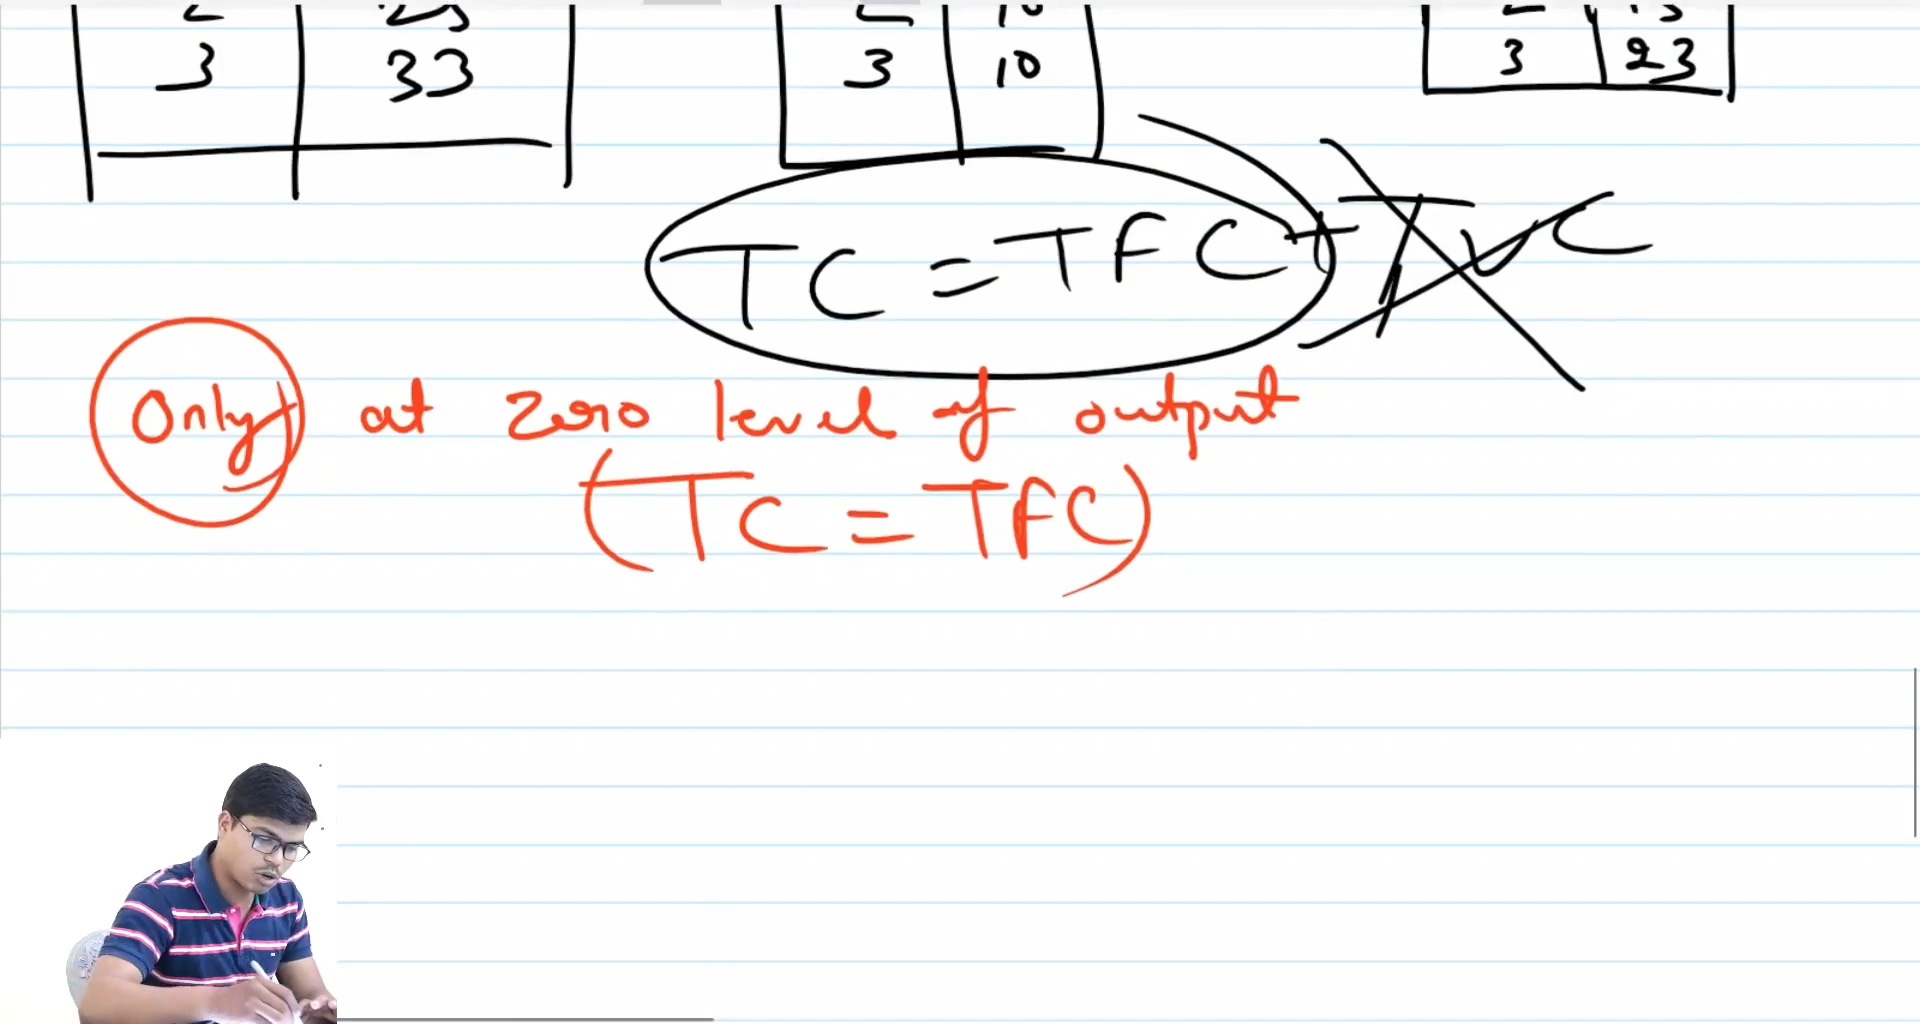 3 33 3 10 3 23
TC = TFC + TVC
Only at zero level of output
(TC = TFC)